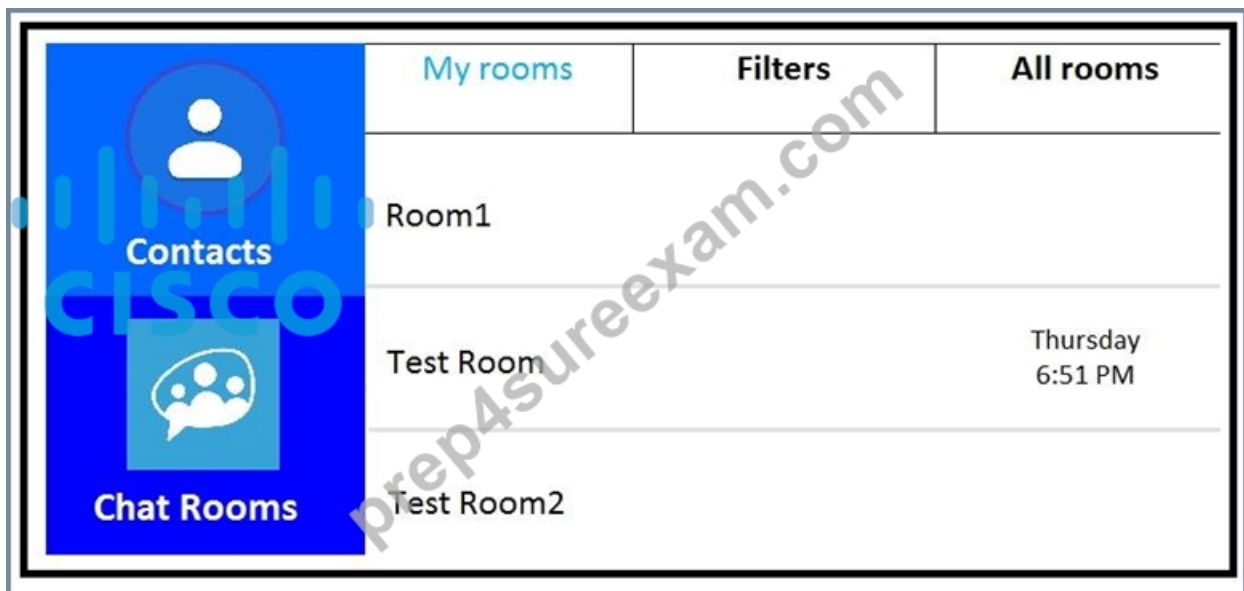 My rooms
Filters
All rooms
Contacts
CISCO
Chat Rooms
Room1
Test Room
Thursday
6:51 PM
Test Room2
prep4sureexam.com